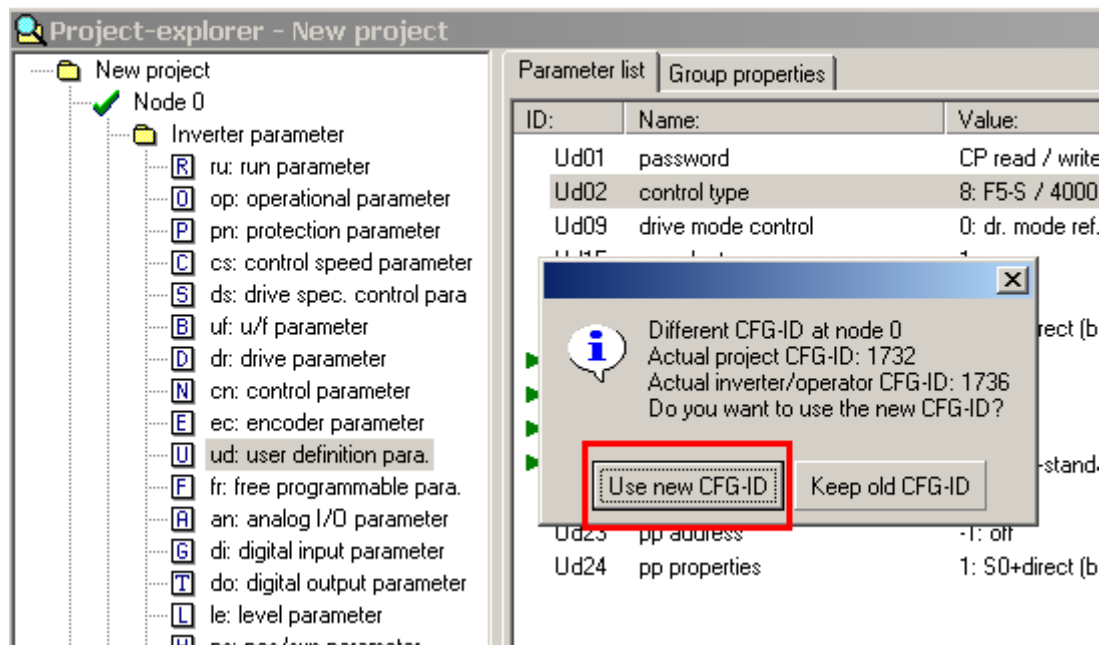 Project-explorer - New project
New project
Node 0
Inverter parameter
R ru: run parameter
O op: operational parameter
P pn: protection parameter
C cs: control speed parameter
S ds: drive spec. control para
B uf: u/f parameter
D dr: drive parameter
N cn: control parameter
E ec: encoder parameter
U ud: user definition para.
F fr: free programmable para.
A an: analog I/O parameter
G di: digital input parameter
T do: digital output parameter
L le: level parameter
Parameter list Group properties
ID: Name: Value:
Ud01 password CP read / write
Ud02 control type 8: F5-S / 4000
Ud09 drive mode control 0: dr. mode ref.
Different CFG-ID at node 0
Actual project CFG-ID: 1732
Actual inverter/operator CFG-ID: 1736
Do you want to use the new CFG-ID?
Use new CFG-ID Keep old CFG-ID
rect (b
-stand
Ud23 pp address -1: off
Ud24 pp properties 1: S0+direct (b